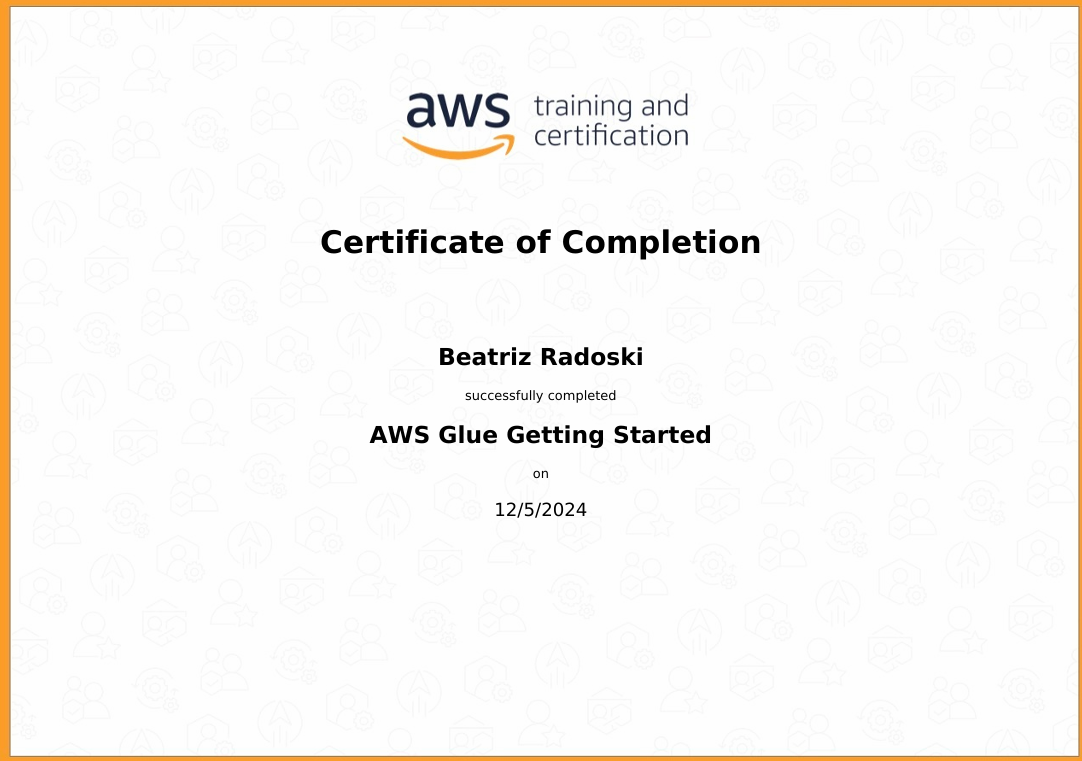 aws training and
certification
Certificate of Completion
Beatriz Radoski
successfully completed
AWS Glue Getting Started
on
12/5/2024